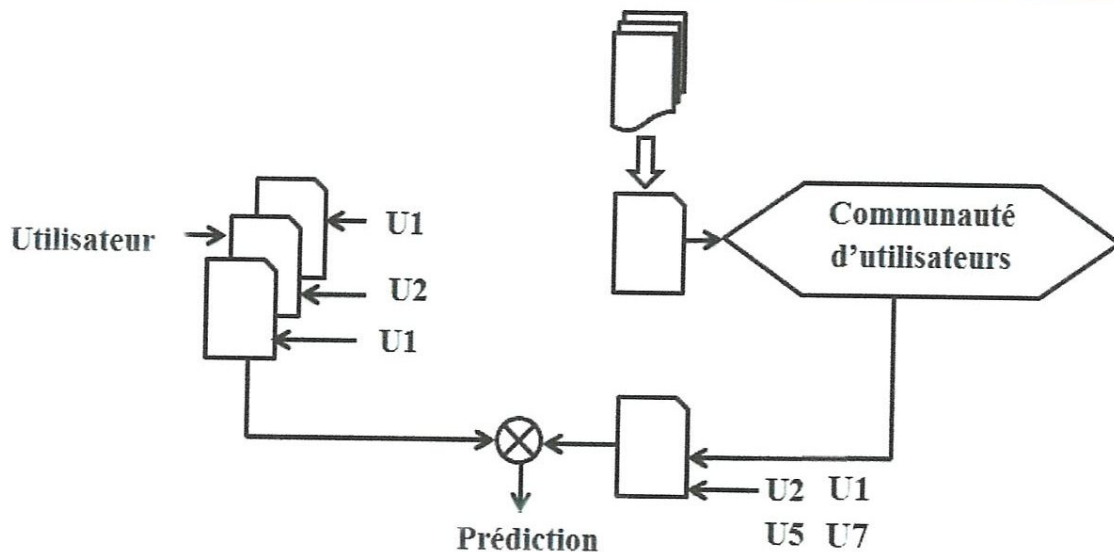 Communauté
d'utilisateurs
Utilisateur
U1
U2
U1
U2 U1
U5 U7
Prédiction